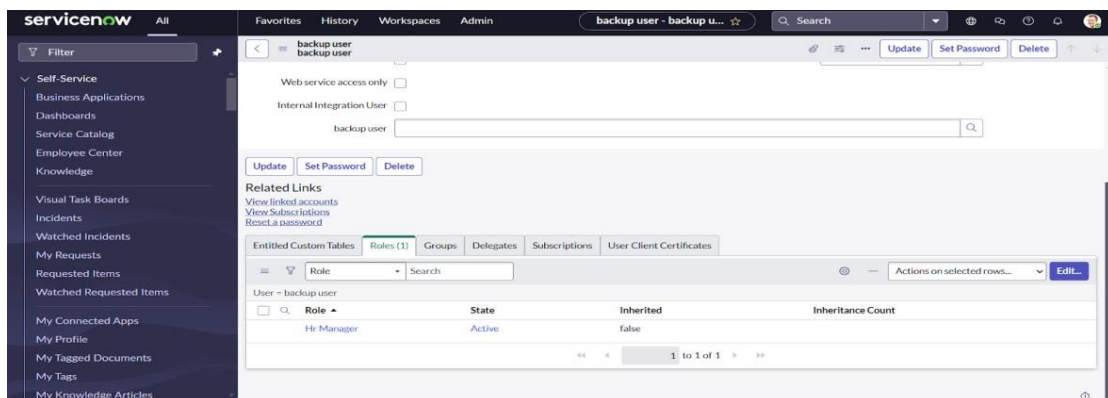 servicenow All Favorites History Workspaces Admin backup user - backup u... Search
Filter
backup user
backup user
Update Set Password Delete
Self-Service
Business Applications
Dashboards
Service Catalog
Employee Center
Knowledge
Visual Task Boards
Incidents
Watched Incidents
My Requests
Requested Items
Watched Requested Items
My Connected Apps
My Profile
My Tagged Documents
My Tags
My Knowledge Articles
Web service access only
Internal Integration User
backup user
Update Set Password Delete
Related Links
View linked accounts
View Subscriptions
Reset a password
Entitled Custom Tables Roles (1) Groups Delegates Subscriptions User Client Certificates
Role Search Actions on selected rows... Edit...
User = backup user
Role State Inherited Inheritance Count
Hr Manager Active false
1 to 1 of 1